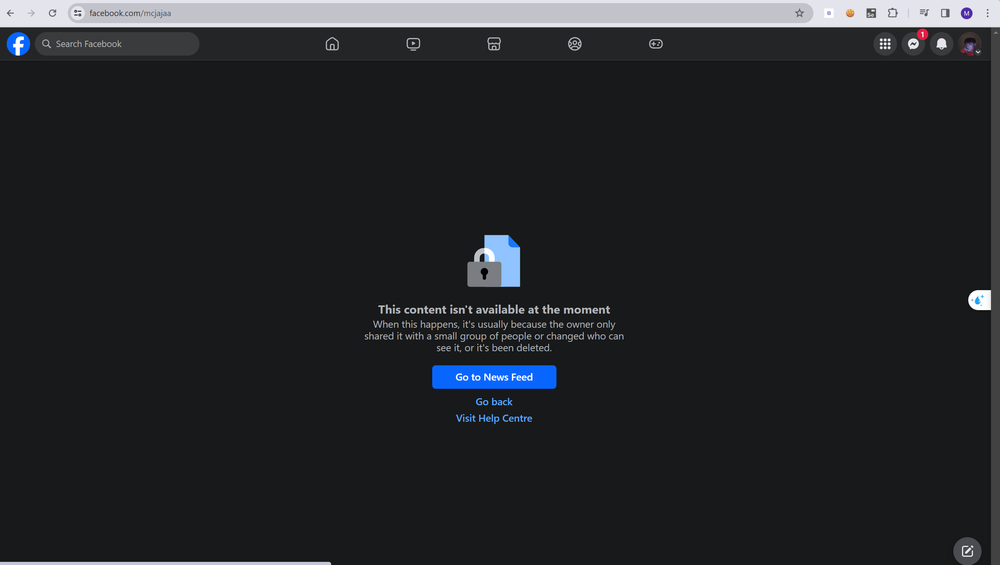 facebook.com/mcjajaa
B
Se
M
Search Facebook
1
This content isn't available at the moment
When this happens, it's usually because the owner only
shared it with a small group of people or changed who can
see it, or it's been deleted.
Go to News Feed
Go back
Visit Help Centre